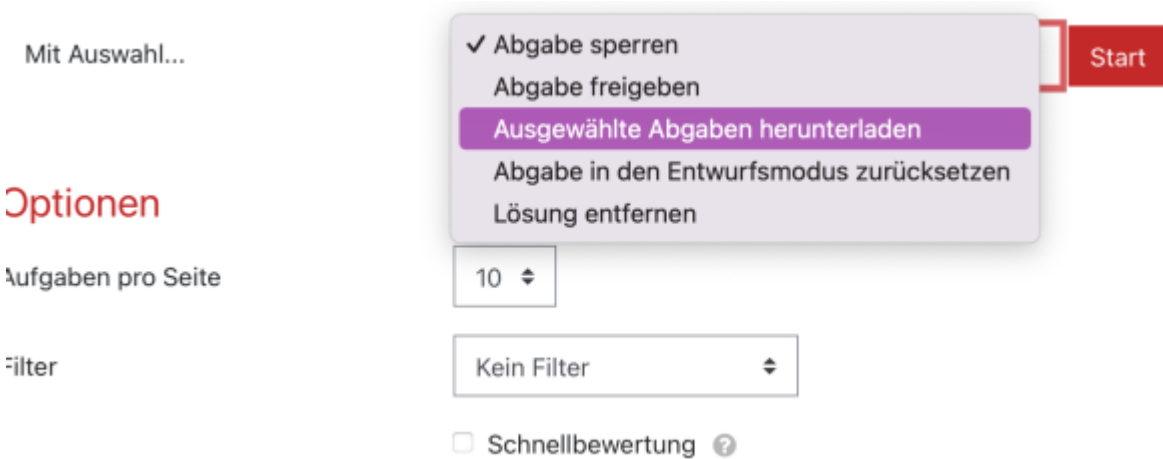 Mit Auswahl...
✓ Abgabe sperren
Start
Abgabe freigeben
Ausgewählte Abgaben herunterladen
Abgabe in den Entwurfsmodus zurücksetzen
Lösung entfernen
Optionen
Aufgaben pro Seite
10
Filter
Kein Filter
Schnellbewertung ?